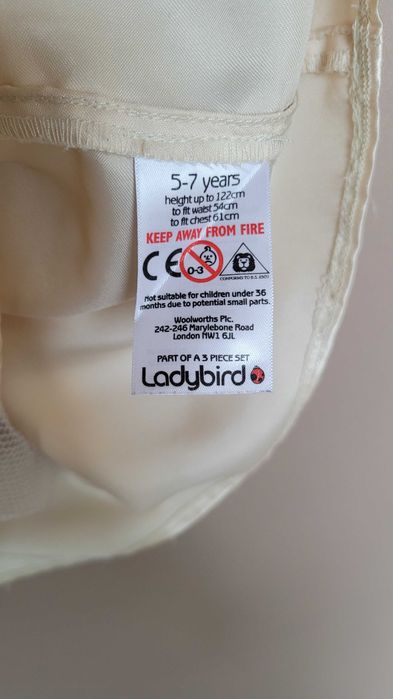 5-7 years
height up to 122cm
to fit waist 54cm
to fit chest 61cm
KEEP AWAY FROM FIRE
CE 0-3
CONFORMS TO B.S. 5665
Not suitable for children under 36
months due to potential small parts.
Woolworths Plc.
242-246 Marylebone Road
London NW1 6JL
PART OF A 3 PIECE SET
Ladybird